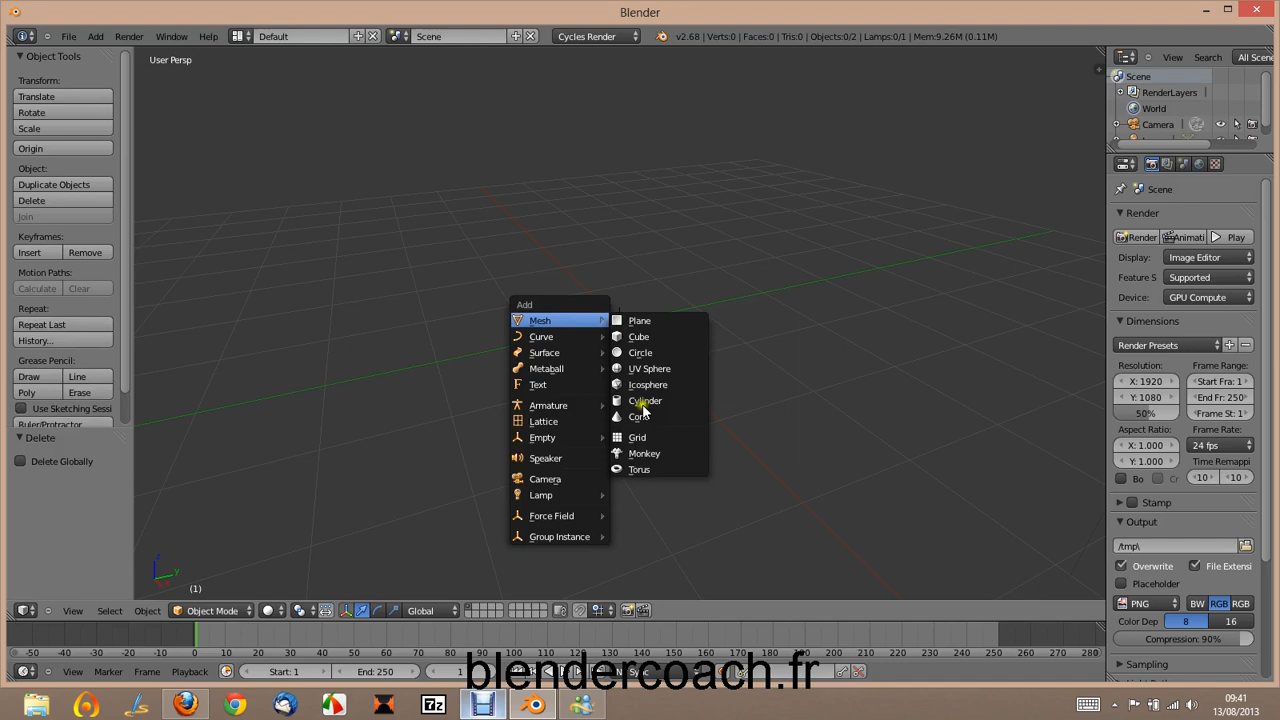 Blender
File Add Render Window Help Default Scene Cycles Render v2.68 | Verts:0 | Faces:0 | Tris:0 | Objects:0/2 | Lamps:0/1 | Mem:9.26M (0.11M)
View Search All Scene
Object Tools
User Persp
Scene
Transform:
Translate
RenderLayers
Rotate
World
Scale
Camera
Origin
Object:
Duplicate Objects
Scene
Delete
Join
Render
Keyframes:
Render Animati Play
Insert Remove
Display: Image Editor
Motion Paths:
Feature S Supported
Calculate Clear
Device: GPU Compute
Repeat:
Repeat Last
History...
Grease Pencil:
Draw Line
Poly Erase
Use Sketching Sessi
Ruler/Protractor
Delete
Delete Globally
Add
Mesh
Curve
Surface
Metaball
Text
Armature
Lattice
Empty
Speaker
Camera
Lamp
Force Field
Group Instance
Plane
Cube
Circle
UV Sphere
Icosphere
Cylinder
Cone
Grid
Monkey
Torus
Dimensions
Render Presets
Resolution: Frame Range:
X: 1920 Start Fra: 1
Y: 1080 End Fr: 250
50% Frame St: 1
Aspect Ratio: Frame Rate:
X: 1.000 24 fps
Y: 1.000 Time Remappi
Bo Cr 10 10
Stamp
Output
/tmp\
Overwrite File Extensi
Placeholder
PNG BW RGB RGB
Color Dep 8 16
Compression: 90%
Sampling
z y x
(1)
View Select Object Object Mode Global
-50 -40 -30 -20 -10 0 10 20 30 40 50 60 70 80 90 100 110 120 130 140 150 160 170 180 190 200 210 220 230 240 250 260 270 280
View Marker Frame Playback Start: 1 End: 250 1
blendercoach.fr
7z
09:41
13/08/2013